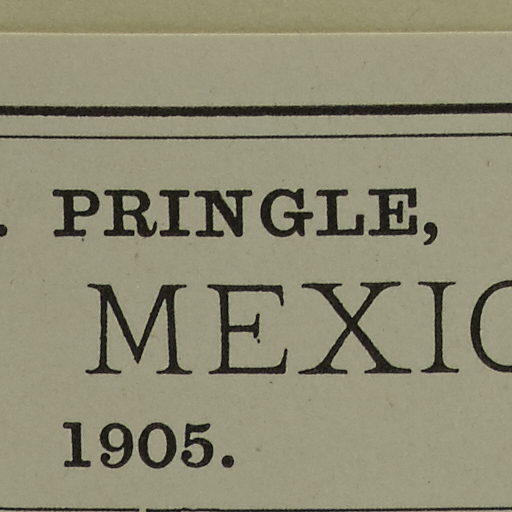 . PRINGLE,
MEXIC
1905.